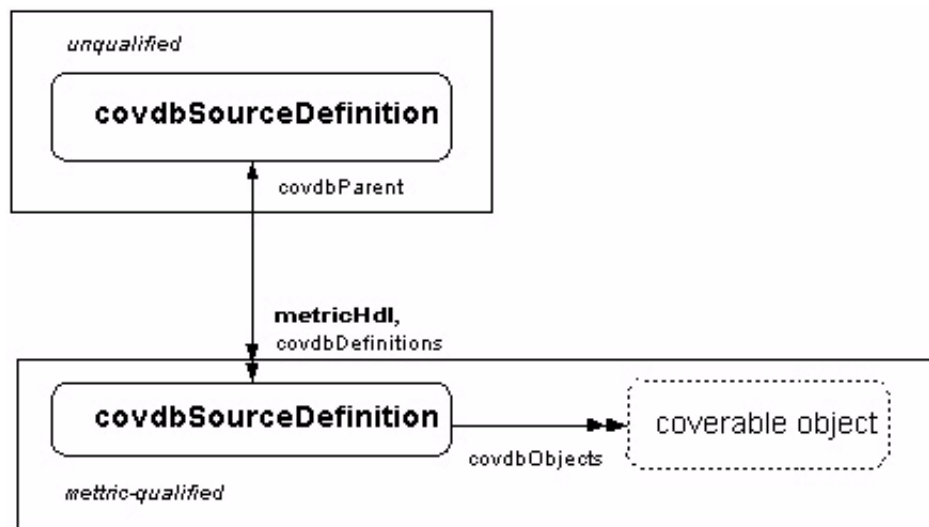 unqualified
covdbSourceDefinition
covdbParent
metricHdl,
covdbDefinitions
covdbSourceDefinition
coverable object
covdbObjects
mettric-qualified